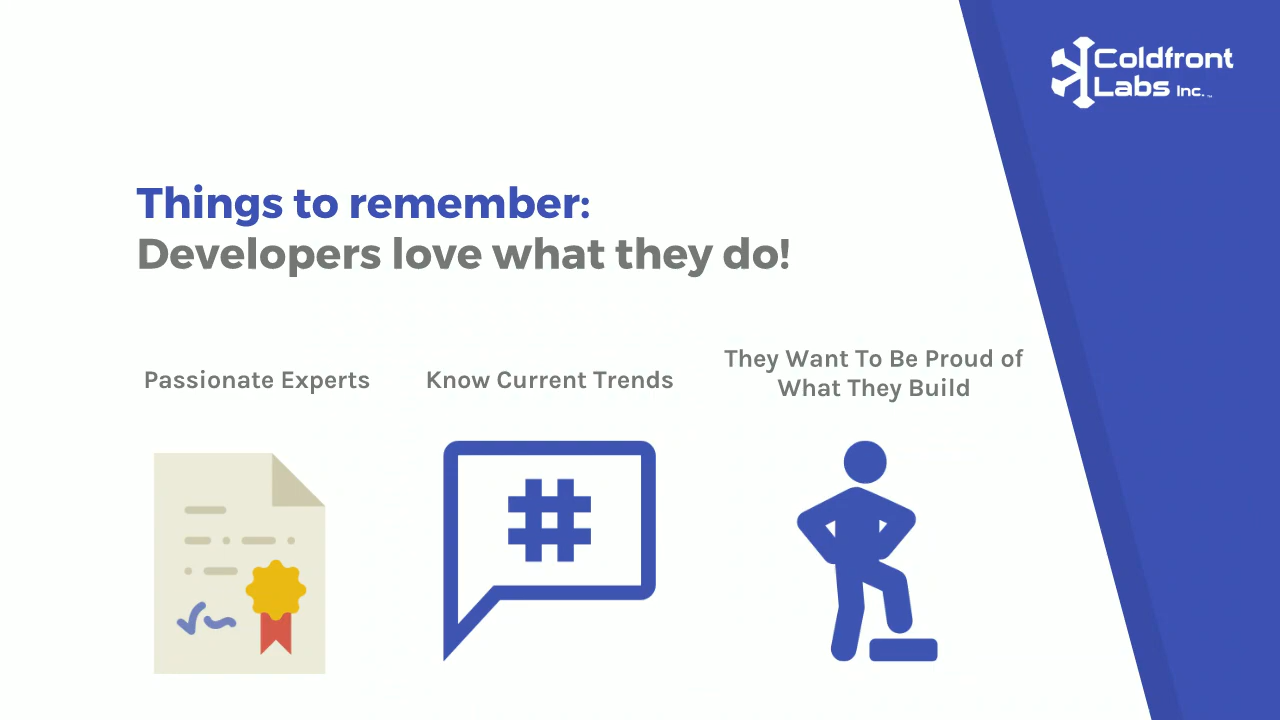 Coldfront
Labs Inc.™
Things to remember:
Developers love what they do!
Passionate Experts
Know Current Trends
They Want To Be Proud of
What They Build
#